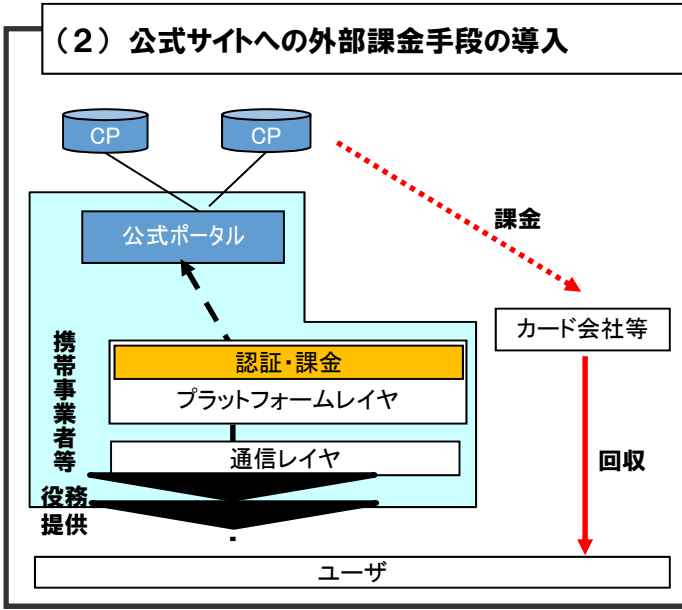 （２） 公式サイトへの外部課金手段の導入
CP
CP
公式ポータル
課金
カード会社等
携帯事業者等
認証・課金
プラットフォームレイヤ
通信レイヤ
回収
役務
提供
ユーザ